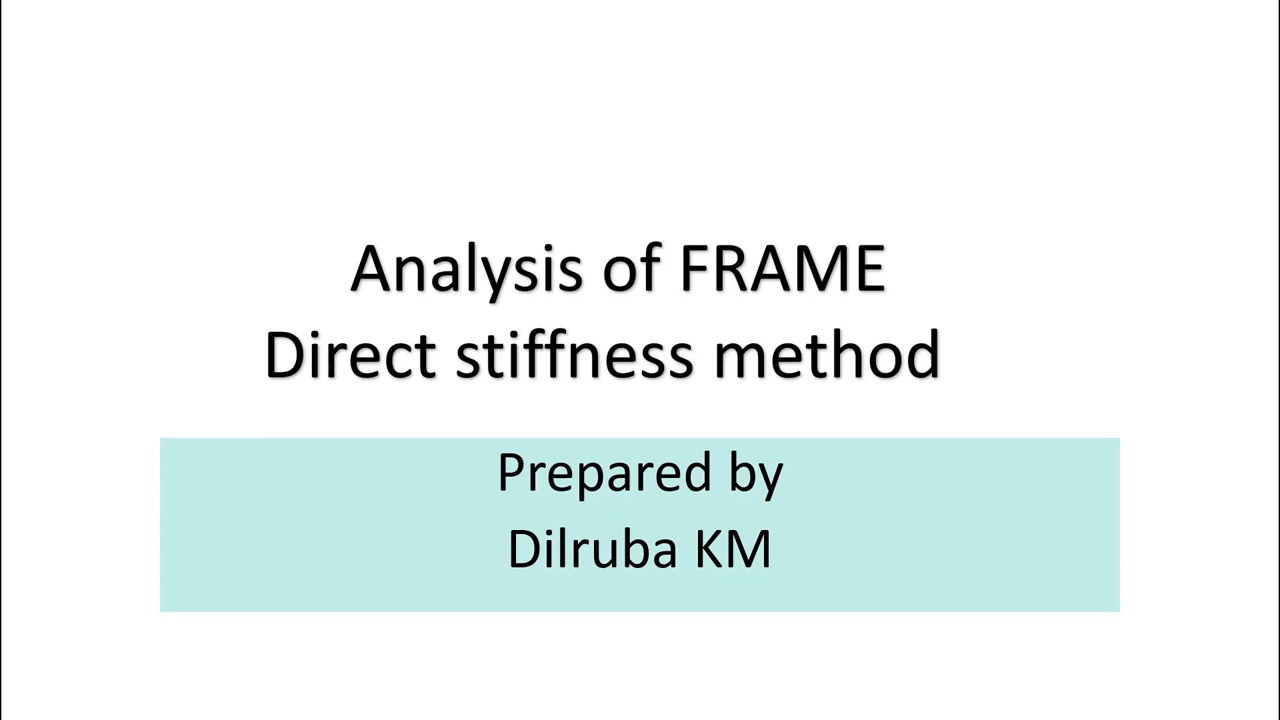 Analysis of FRAME
Direct stiffness method
Prepared by
Dilruba KM